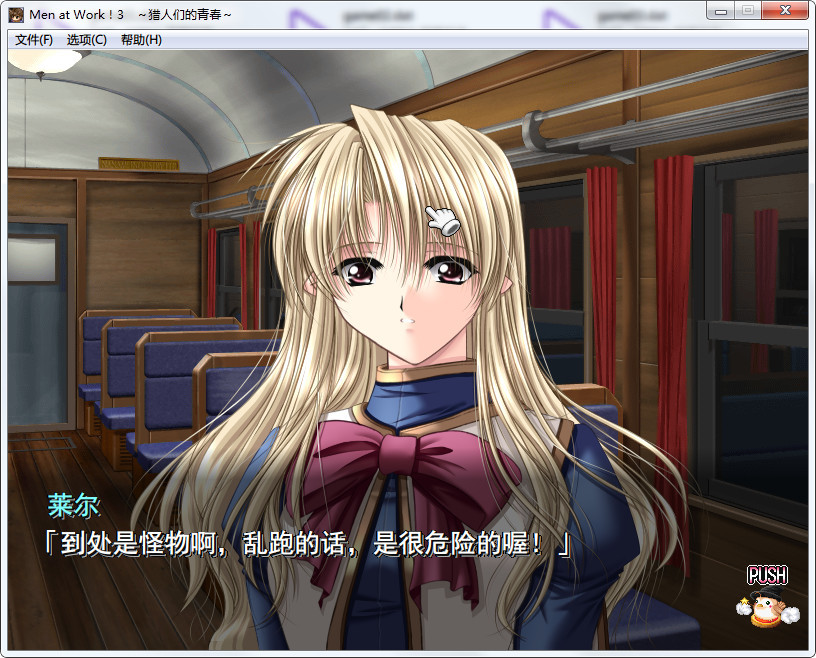 Men at Work！3　～猎人们的青春～
文件(F) 选项(C) 帮助(H)
莱尔
「到处是怪物啊，乱跑的话，是很危险的喔！」
PUSH